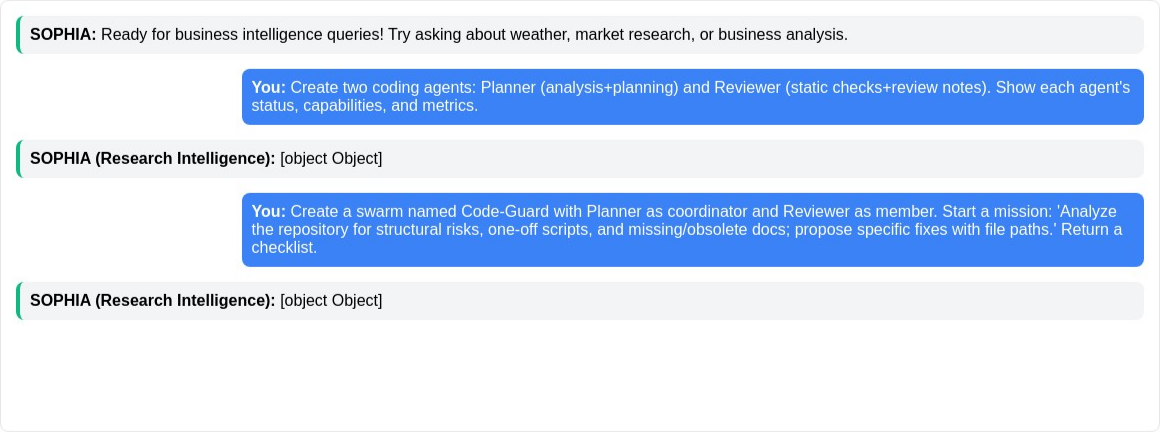 SOPHIA: Ready for business intelligence queries! Try asking about weather, market research, or business analysis.
You: Create two coding agents: Planner (analysis+planning) and Reviewer (static checks+review notes). Show each agent's
status, capabilities, and metrics.
SOPHIA (Research Intelligence): [object Object]
You: Create a swarm named Code-Guard with Planner as coordinator and Reviewer as member. Start a mission: 'Analyze
the repository for structural risks, one-off scripts, and missing/obsolete docs; propose specific fixes with file paths.' Return a
checklist.
SOPHIA (Research Intelligence): [object Object]